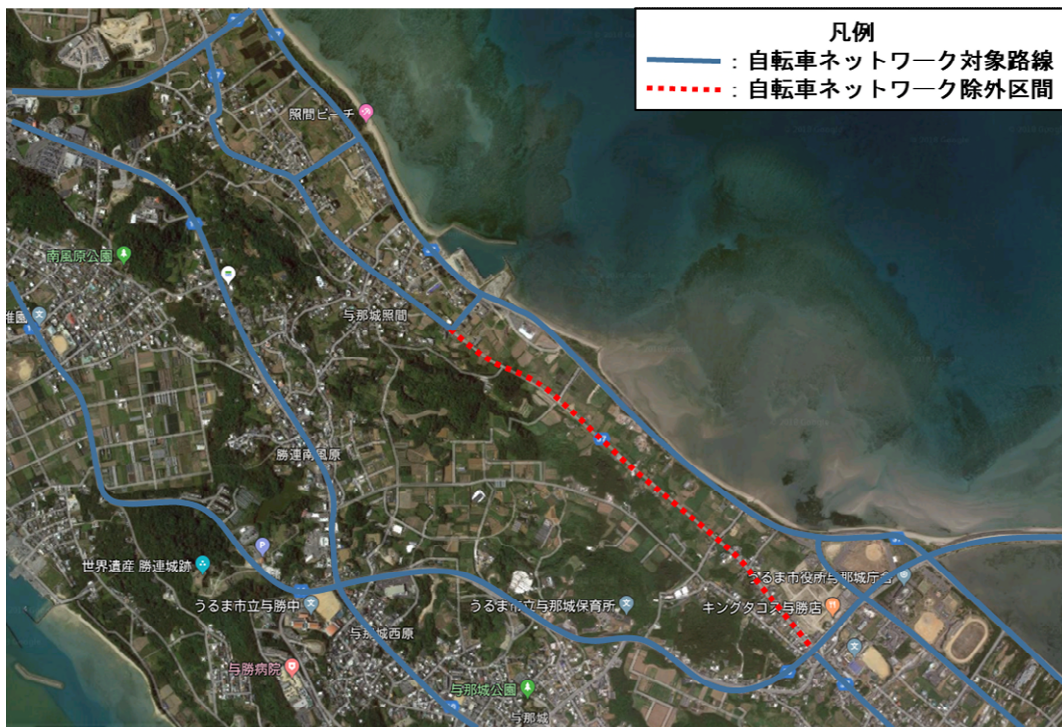 凡例
: 自転車ネットワーク対象路線
: 自転車ネットワーク除外区間
照間ビーチ
南風原公園
稚園
与那城照間
勝連南風原
世界遺産 勝連城跡
うるま市立与勝中
うるま市立与那城保育所
うるま市役所与那城庁舎
キングタコス与勝店
与那城西原
与勝病院
与那城公園
与那城